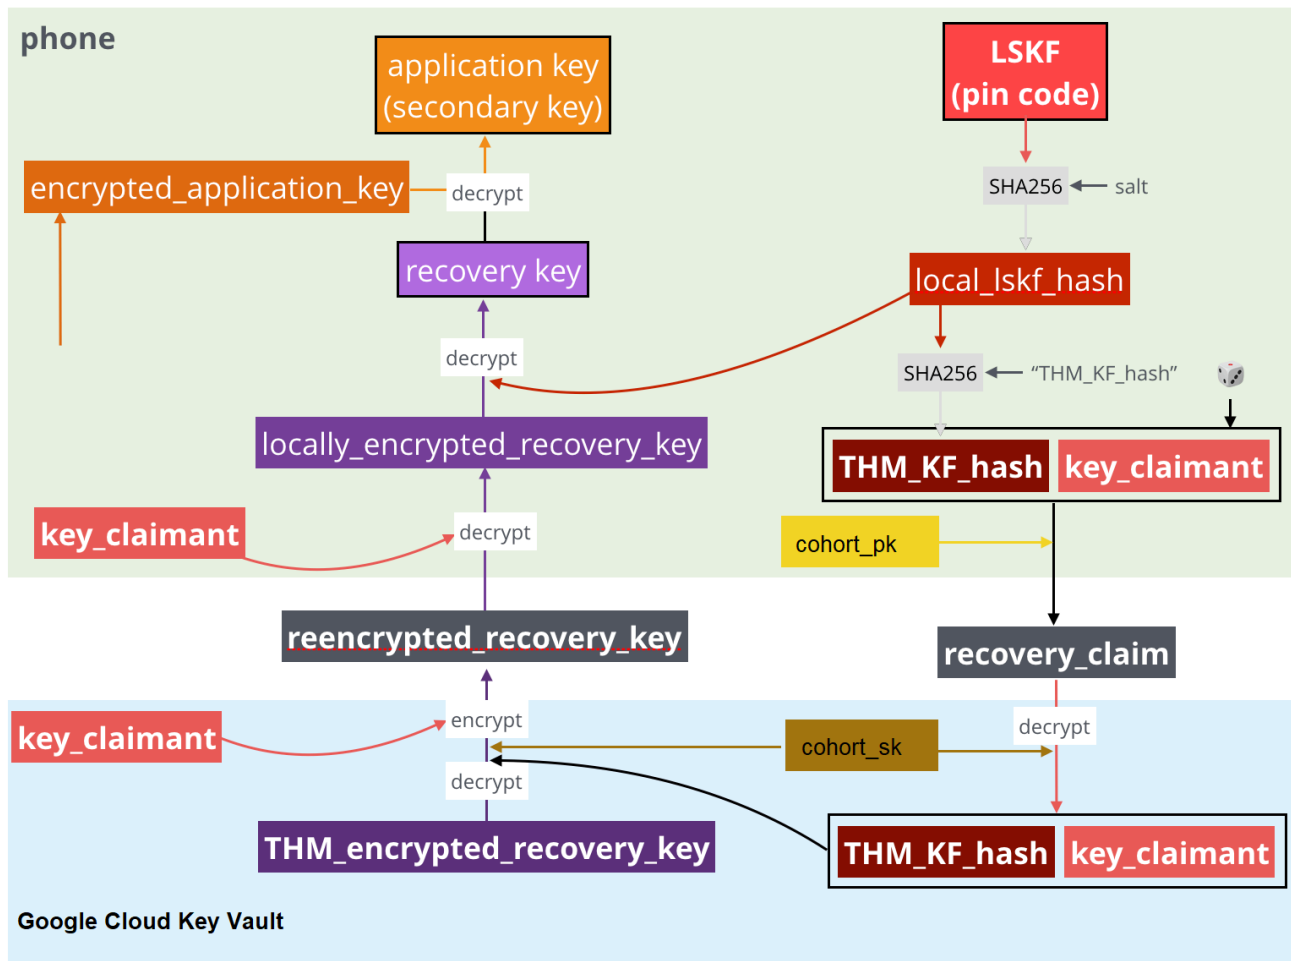 phone
application key
(secondary key)
LSKF
(pin code)
encrypted_application_key
decrypt
SHA256
salt
recovery key
local_lskf_hash
decrypt
SHA256
“THM_KF_hash”
locally_encrypted_recovery_key
THM_KF_hash
key_claimant
key_claimant
decrypt
cohort_pk
reencrypted_recovery_key
recovery_claim
key_claimant
encrypt
cohort_sk
decrypt
decrypt
THM_encrypted_recovery_key
THM_KF_hash
key_claimant
Google Cloud Key Vault